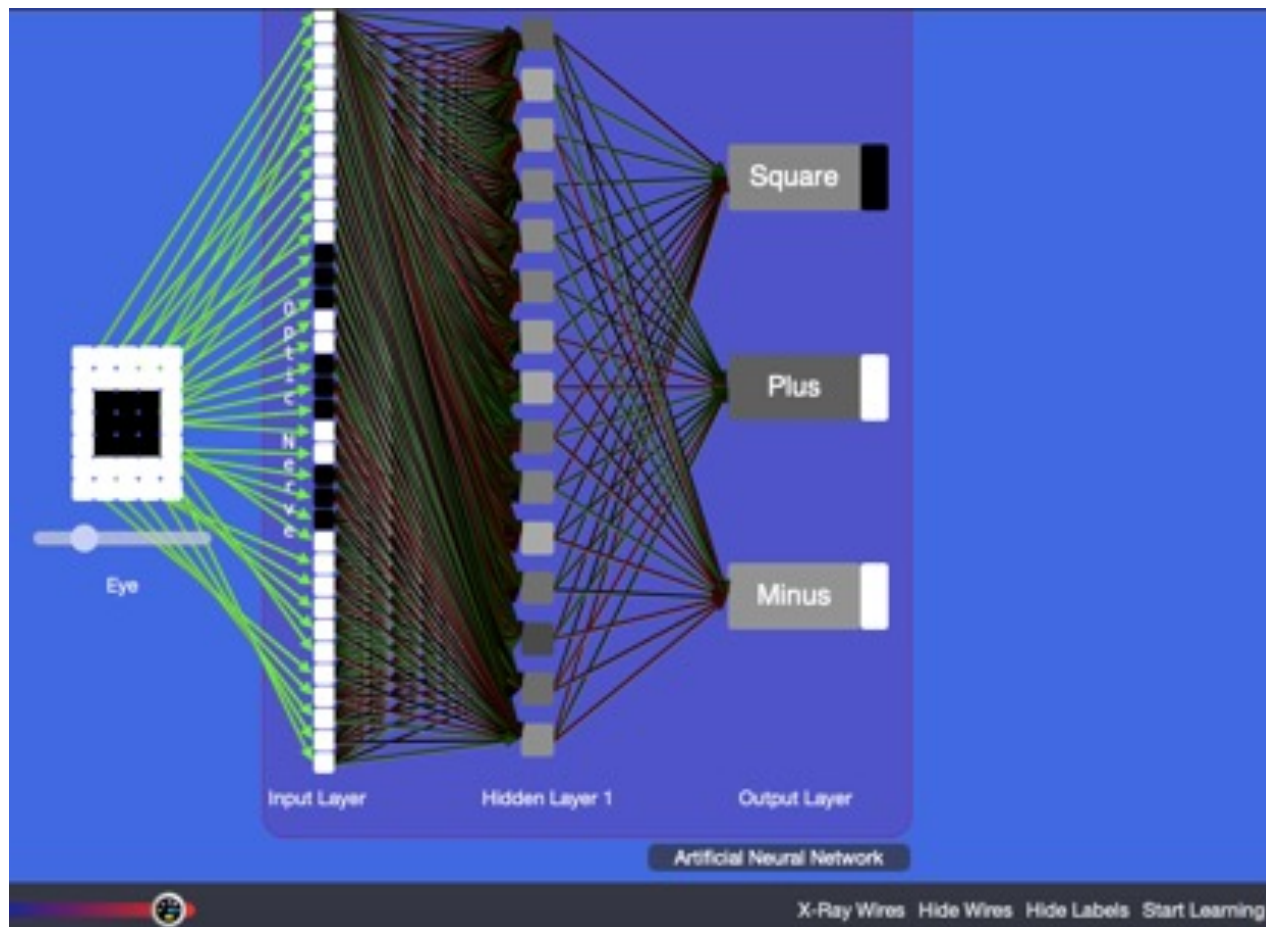 Optic Nerve
Square
Plus
Minus
Eye
Input Layer Hidden Layer 1 Output Layer
Artificial Neural Network
X-Ray Wires Hide Wires Hide Labels Start Learning